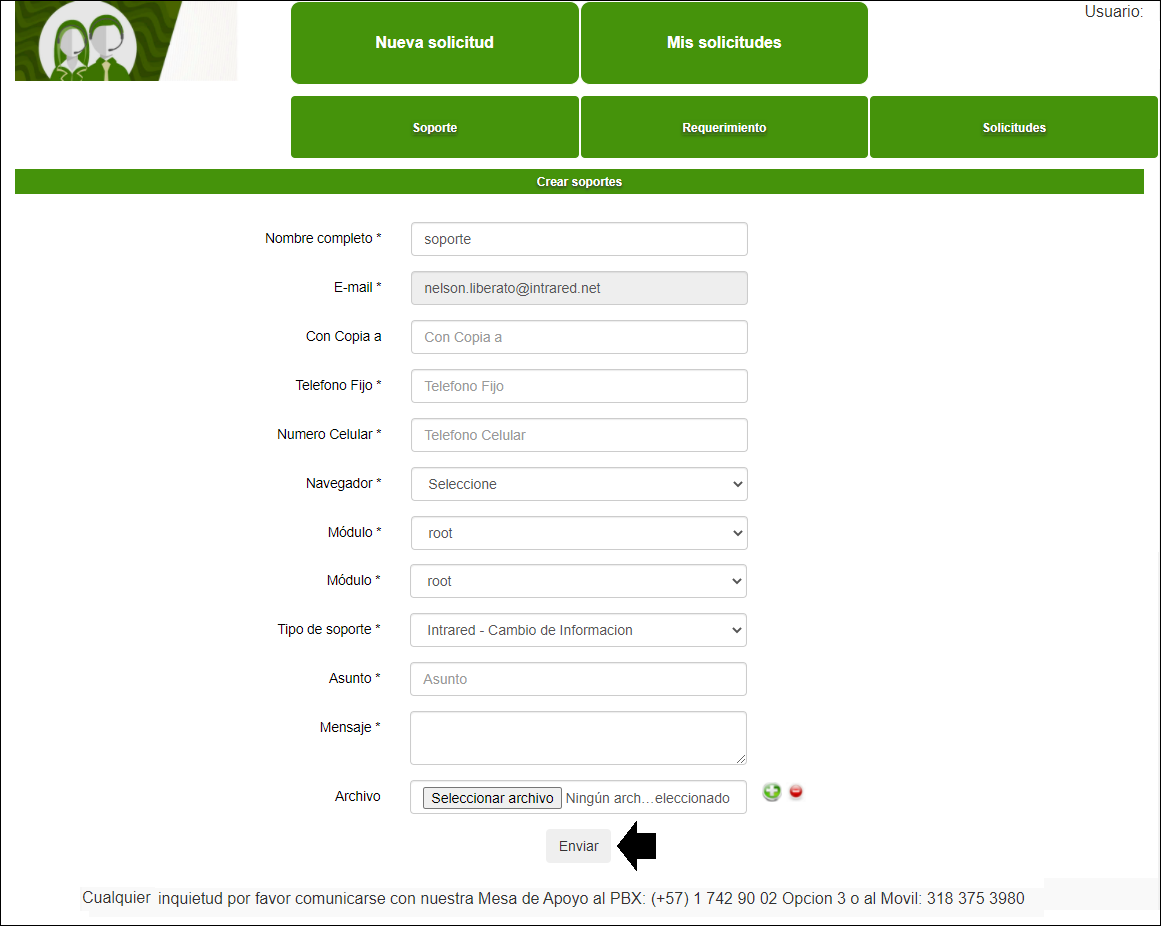 Usuario:
Nueva solicitud Mis solicitudes
Soporte Requerimiento Solicitudes
Crear soportes
Nombre completo * soporte
E-mail * nelson.liberato@intrared.net
Con Copia a Con Copia a
Telefono Fijo * Telefono Fijo
Numero Celular * Telefono Celular
Navegador * Seleccione
Módulo * root
Módulo * root
Tipo de soporte * Intrared - Cambio de Informacion
Asunto * Asunto
Mensaje *
Archivo Seleccionar archivo Ningún arch...eleccionado
Enviar
Cualquier inquietud por favor comunicarse con nuestra Mesa de Apoyo al PBX: (+57) 1 742 90 02 Opcion 3 o al Movil: 318 375 3980